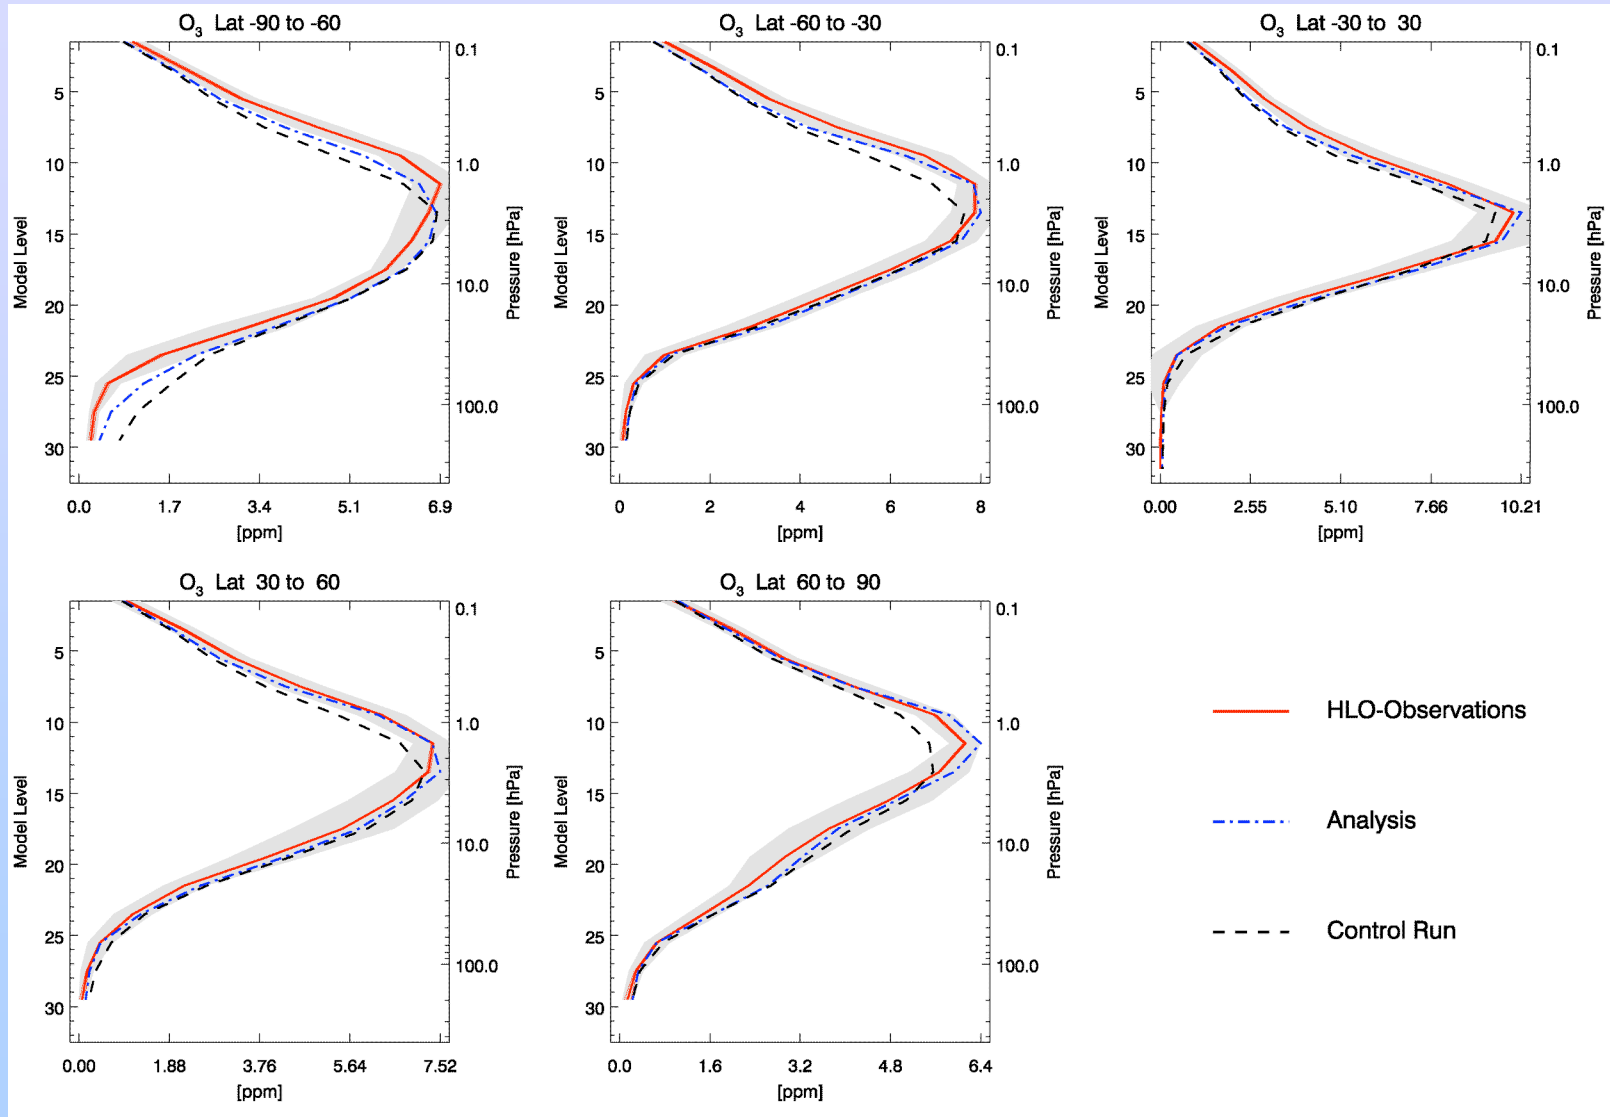 O3 Lat -90 to -60
0.1
5
10
1.0
15
20
10.0
25
100.0
30
Model Level
Pressure [hPa]
0.0 1.7 3.4 5.1 6.9
[ppm]
O3 Lat -60 to -30
0.1
5
10
1.0
15
20
10.0
25
100.0
30
Model Level
Pressure [hPa]
0 2 4 6 8
[ppm]
O3 Lat -30 to 30
0.1
5
10
1.0
15
20
10.0
25
100.0
30
Model Level
Pressure [hPa]
0.00 2.55 5.10 7.66 10.21
[ppm]
O3 Lat 30 to 60
0.1
5
10
1.0
15
20
10.0
25
100.0
30
Model Level
Pressure [hPa]
0.00 1.88 3.76 5.64 7.52
[ppm]
O3 Lat 60 to 90
0.1
5
10
1.0
15
20
10.0
25
100.0
30
Model Level
Pressure [hPa]
0.0 1.6 3.2 4.8 6.4
[ppm]
HLO-Observations
Analysis
Control Run